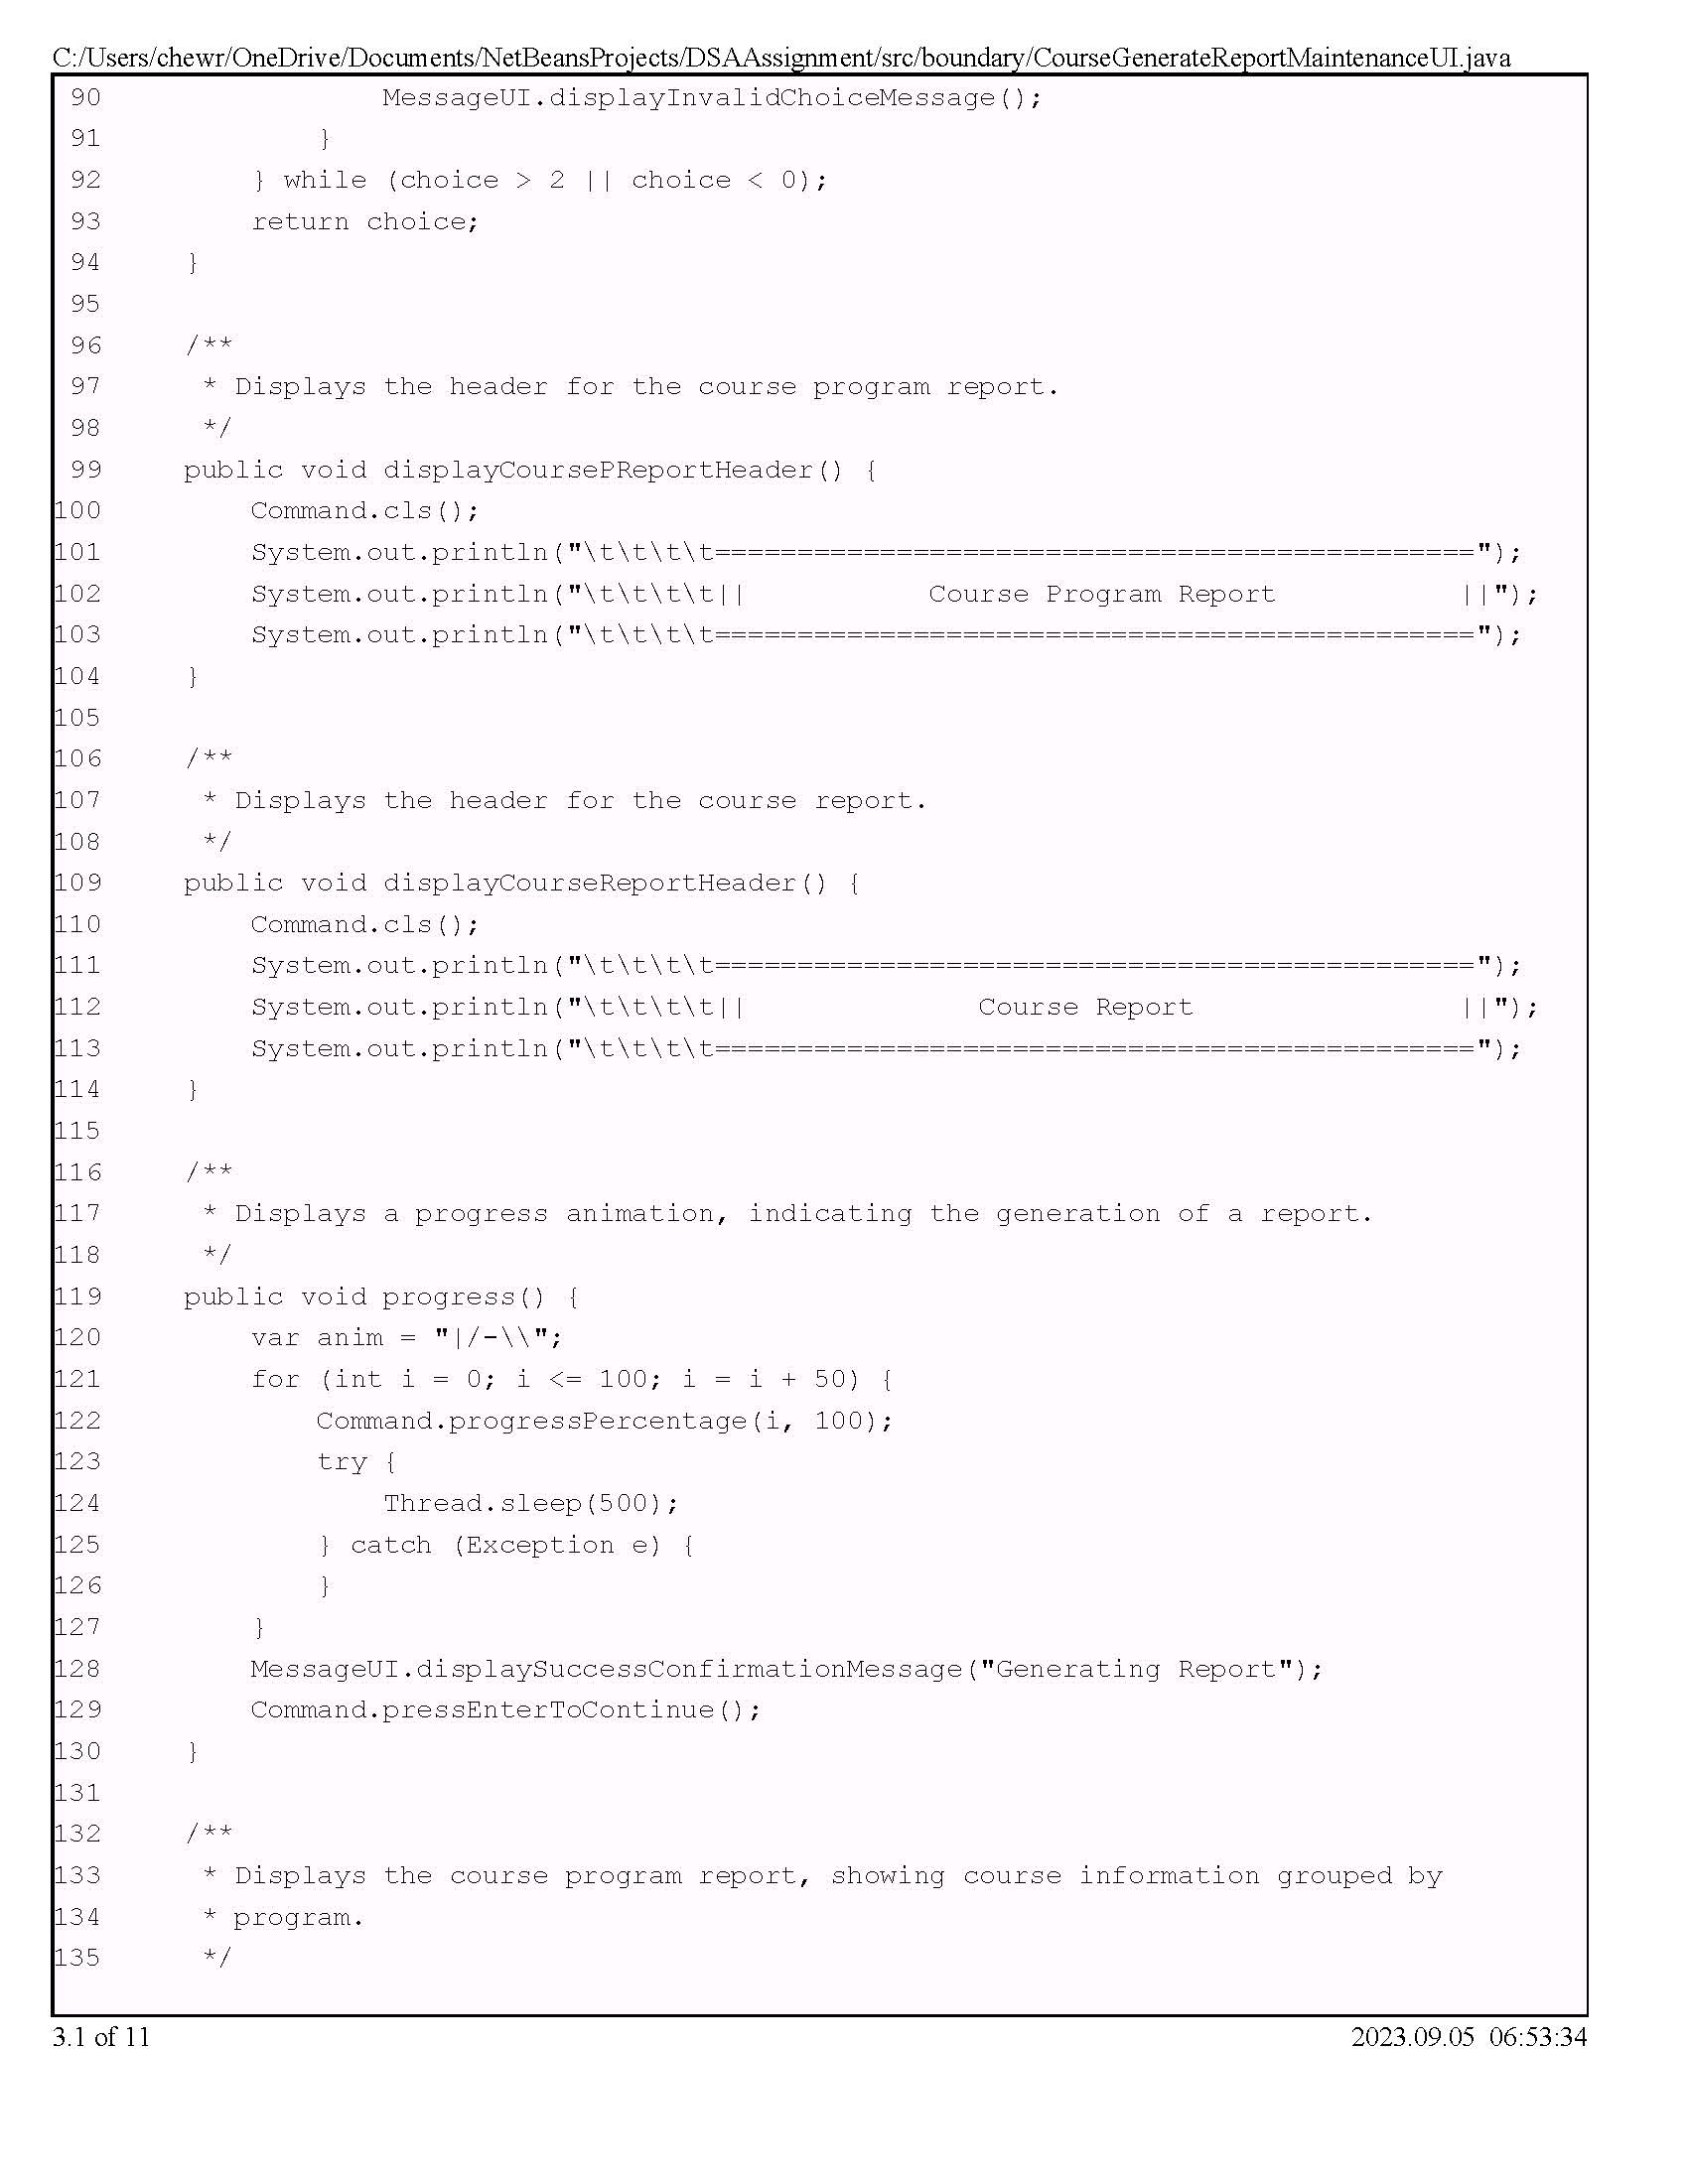 C:/Users/chewr/OneDrive/Documents/NetBeansProjects/DSAAssignment/src/boundary/CourseGenerateReportMaintenanceUI.java
90                 MessageUI.displayInvalidChoiceMessage();
91             }
92         } while (choice > 2 || choice < 0);
93         return choice;
94     }
95
96     /**
97      * Displays the header for the course program report.
98      */
99     public void displayCoursePReportHeader() {
100         Command.cls();
101         System.out.println("\t\t\t\t==============================================");
102         System.out.println("\t\t\t\t||           Course Program Report           ||");
103         System.out.println("\t\t\t\t==============================================");
104     }
105
106     /**
107      * Displays the header for the course report.
108      */
109     public void displayCourseReportHeader() {
110         Command.cls();
111         System.out.println("\t\t\t\t==============================================");
112         System.out.println("\t\t\t\t||              Course Report                ||");
113         System.out.println("\t\t\t\t==============================================");
114     }
115
116     /**
117      * Displays a progress animation, indicating the generation of a report.
118      */
119     public void progress() {
120         var anim = "|/-\\";
121         for (int i = 0; i <= 100; i = i + 50) {
122             Command.progressPercentage(i, 100);
123             try {
124                 Thread.sleep(500);
125             } catch (Exception e) {
126             }
127         }
128         MessageUI.displaySuccessConfirmationMessage("Generating Report");
129         Command.pressEnterToContinue();
130     }
131
132     /**
133      * Displays the course program report, showing course information grouped by
134      * program.
135      */
3.1 of 11
2023.09.05 06:53:34